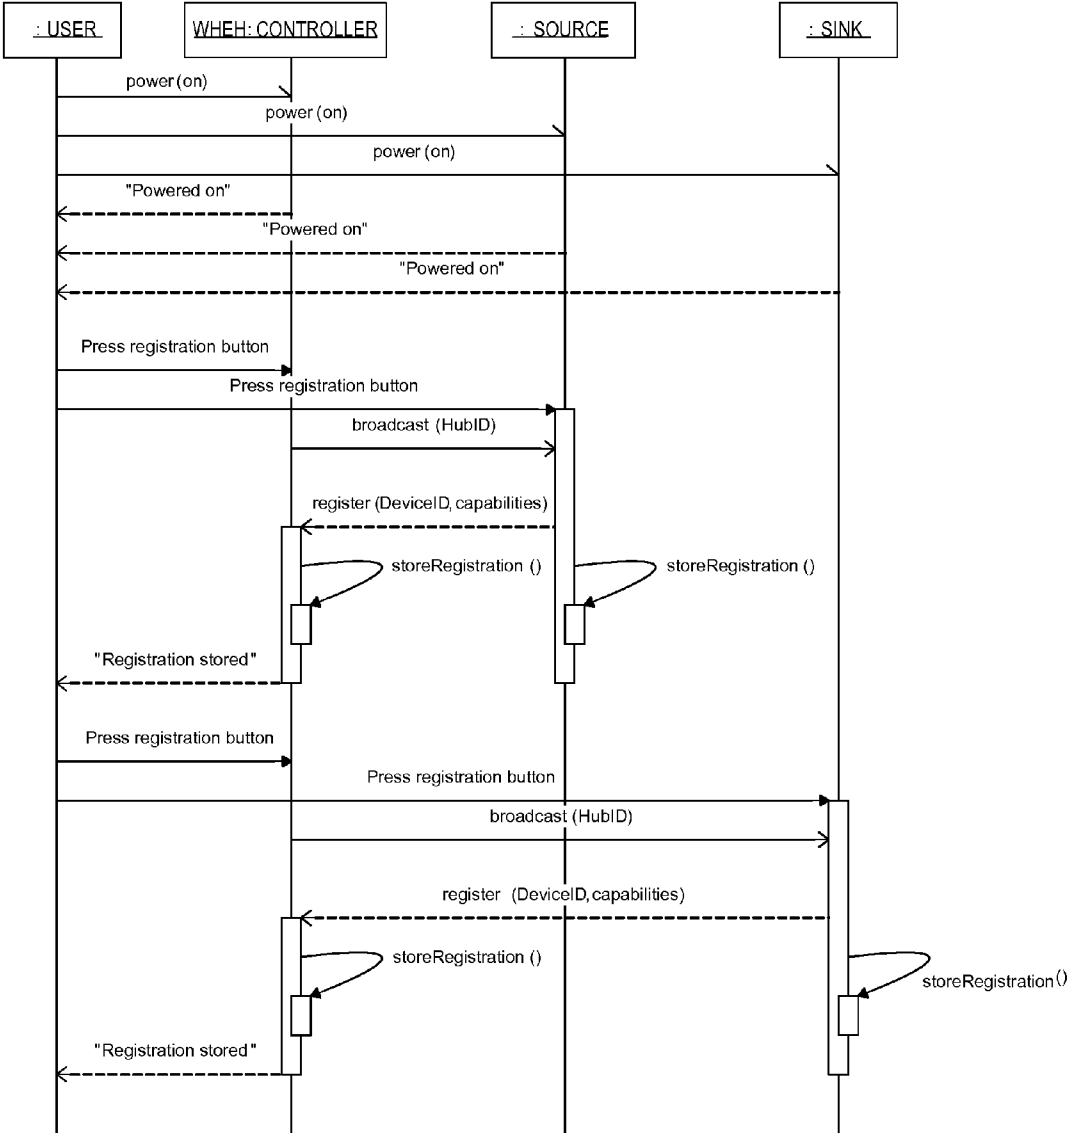 : USER
WHEH: CONTROLLER
: SOURCE
: SINK
power (on)
power (on)
power (on)
"Powered on"
"Powered on"
"Powered on"
Press registration button
Press registration button
broadcast (HubID)
register (DeviceID, capabilities)
storeRegistration ()
storeRegistration ()
"Registration stored"
Press registration button
Press registration button
broadcast (HubID)
register (DeviceID, capabilities)
storeRegistration ()
storeRegistration ()
"Registration stored"